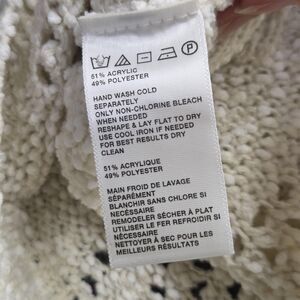 51% ACRYLIC
49% POLYESTER
HAND WASH COLD
SEPARATELY
ONLY NON-CHLORINE BLEACH
WHEN NEEDED
RESHAPE & LAY FLAT TO DRY
USE COOL IRON IF NEEDED
FOR BEST RESULTS DRY
CLEAN
51% ACRYLIQUE
49% POLYESTER
MAIN FROID DE LAVAGE
SÉPARÉMENT
BLANCHIR SANS CHLORE SI
NÉCESSAIRE
REMODELER SÉCHER À PLAT
UTILISER LE FER REFROIDIR SI
NÉCESSAIRE
NETTOYER À SEC POUR DES
MEILLEURS RÉSULTATS